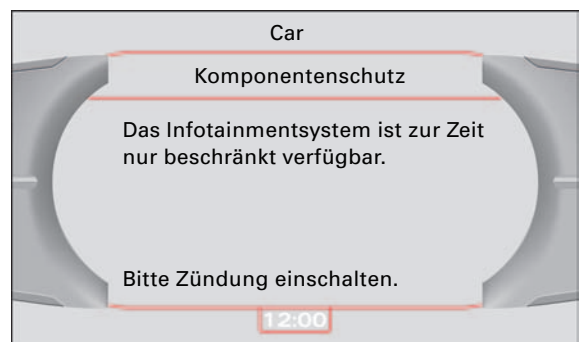 Car
Komponentenschutz
Das Infotainmentsystem ist zur Zeit
nur beschränkt verfügbar.
Bitte Zündung einschalten.
12:00